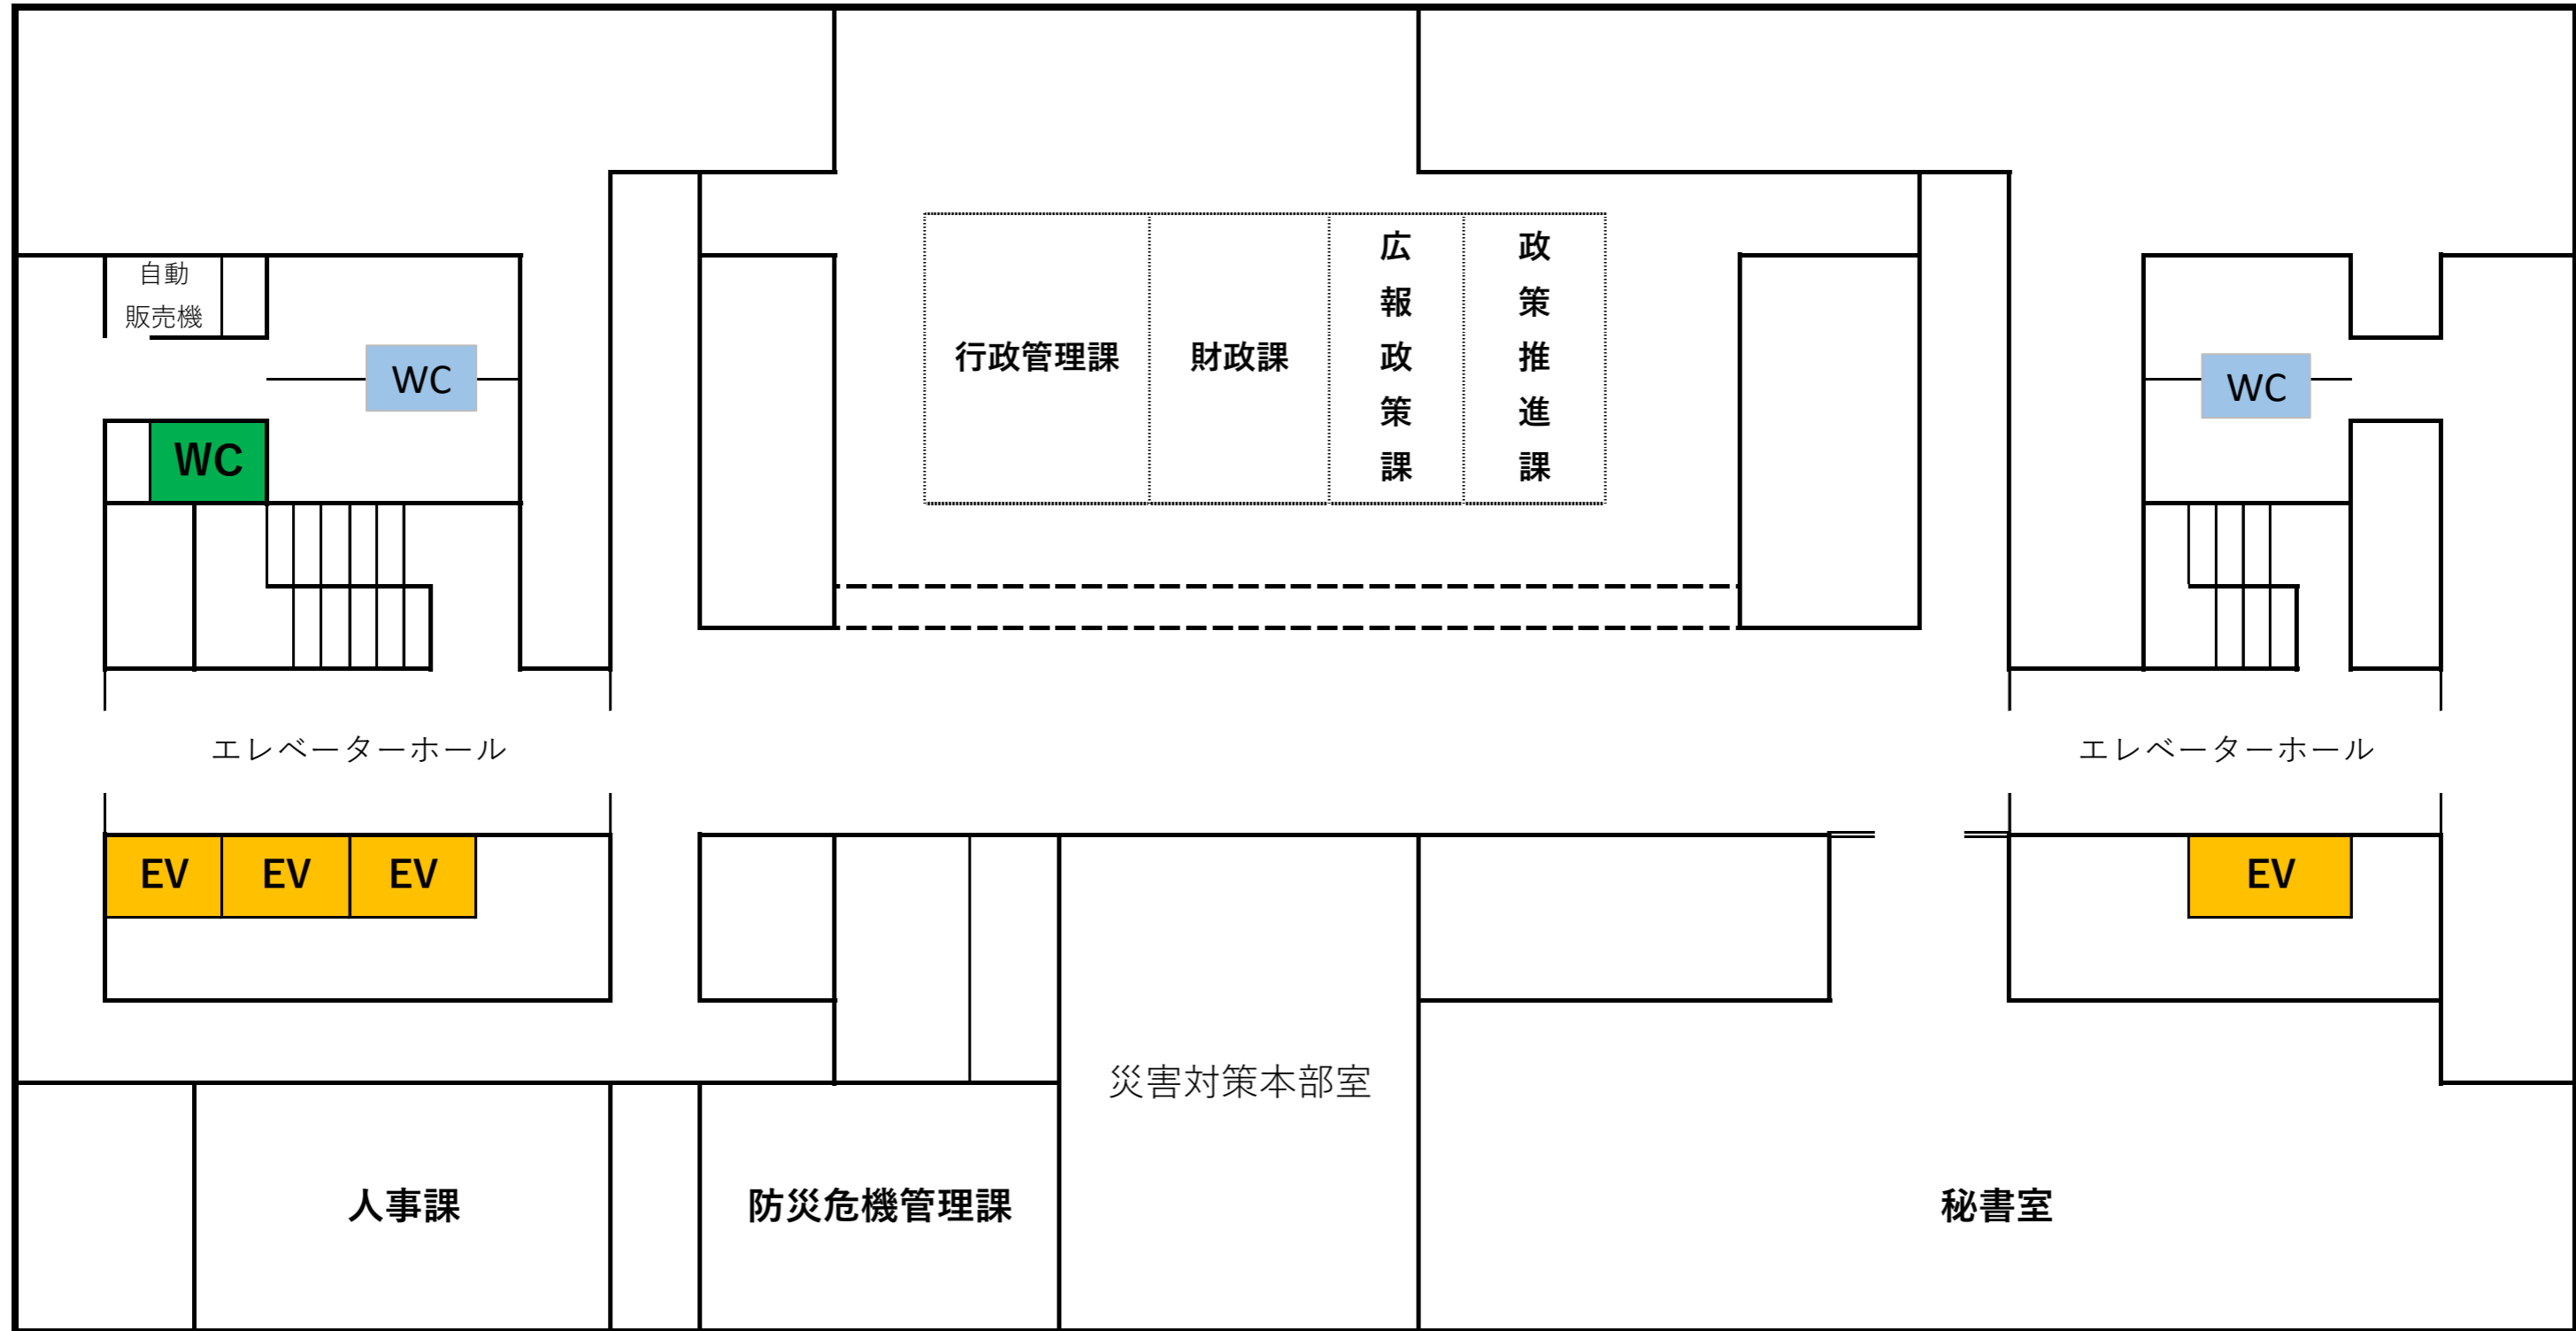 自動
販売機
WC
WC
行政管理課
財政課
広報政策課
政策推進課
WC
エレベーターホール
エレベーターホール
EV
EV
EV
EV
災害対策本部室
人事課
防災危機管理課
秘書室